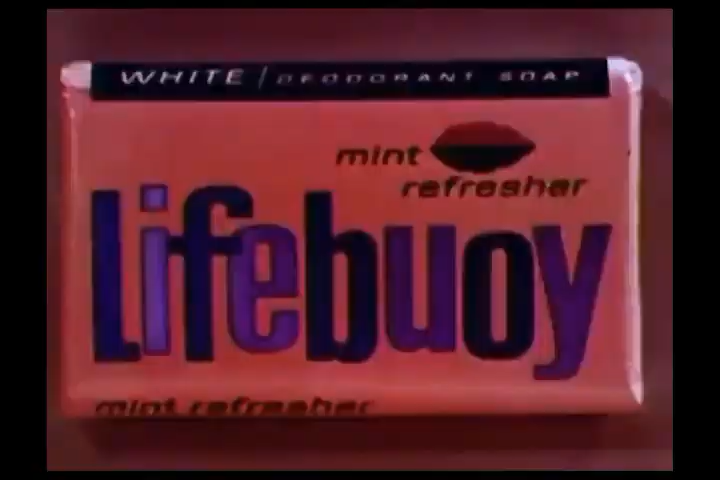 WHITE / DEODORANT SOAP
mint
refresher
Lifebuoy
mint refresher